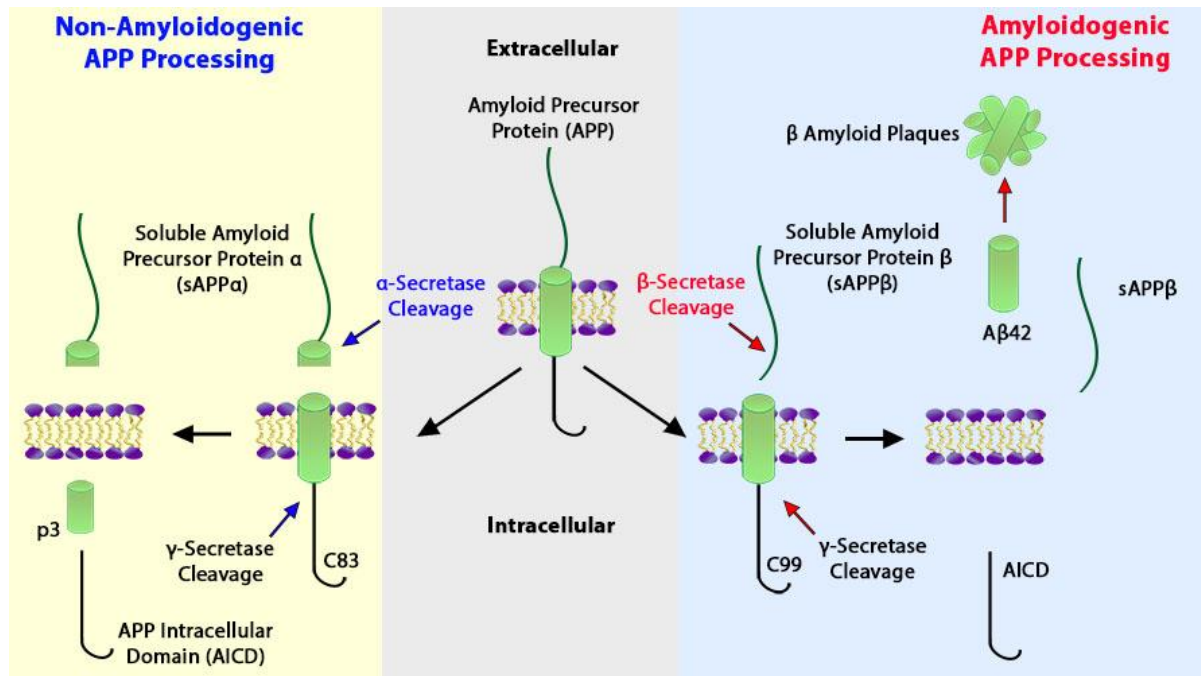 Non-Amyloidogenic
APP Processing
Extracellular
Amyloid Precursor
Protein (APP)
Amyloidogenic
APP Processing
β Amyloid Plaques
Soluble Amyloid
Precursor Protein α
(sAPPα)
α-Secretase
Cleavage
β-Secretase
Cleavage
Soluble Amyloid
Precursor Protein β
(sAPPβ)
Aβ42
sAPPβ
p3
γ-Secretase
Cleavage
C83
APP Intracellular
Domain (AICD)
Intracellular
C99
γ-Secretase
Cleavage
AICD